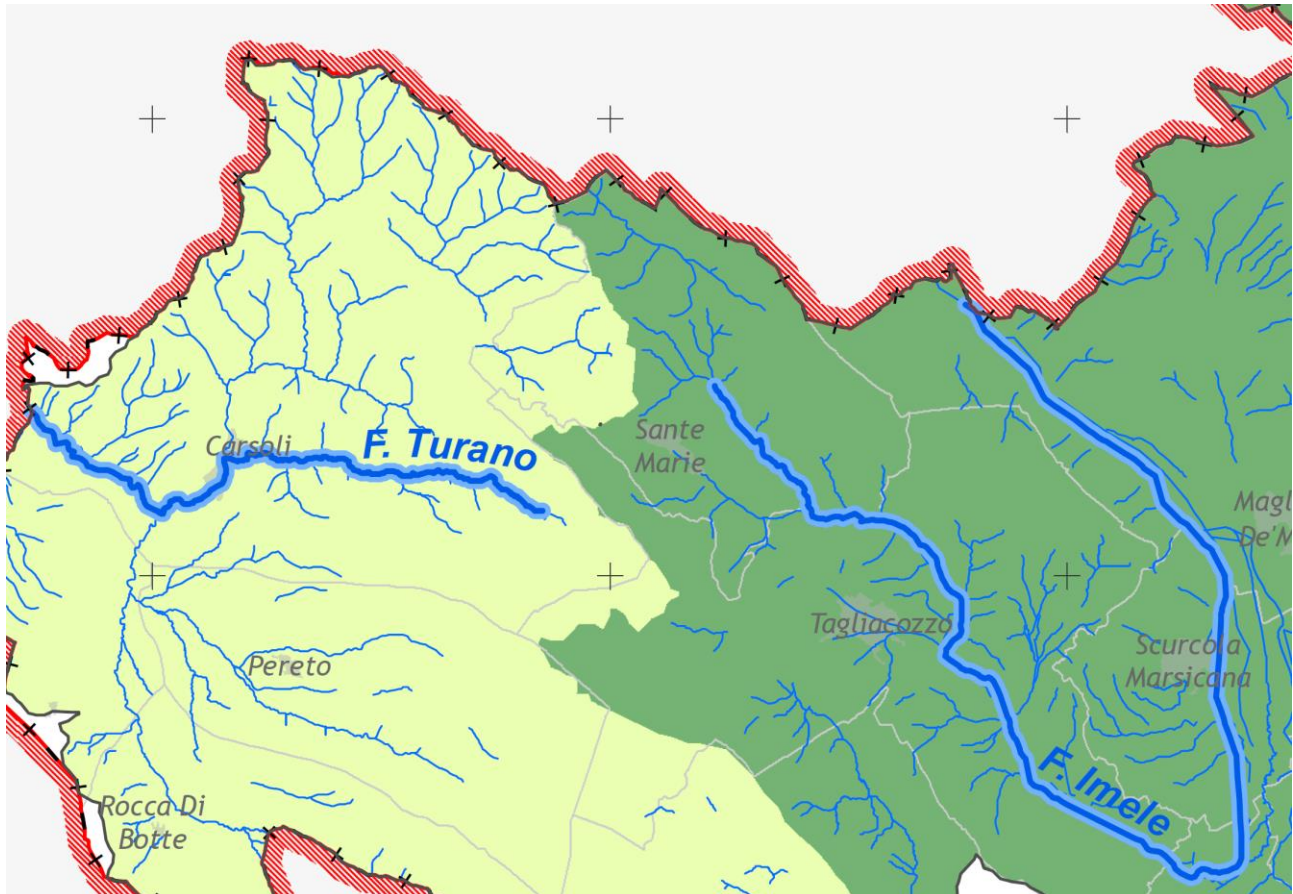 Carsoli
F. Turano
Sante
Marie
Tagliacozzo
Scurcola
Marsicana
Pereto
F. Imele
Rocca Di
Botte